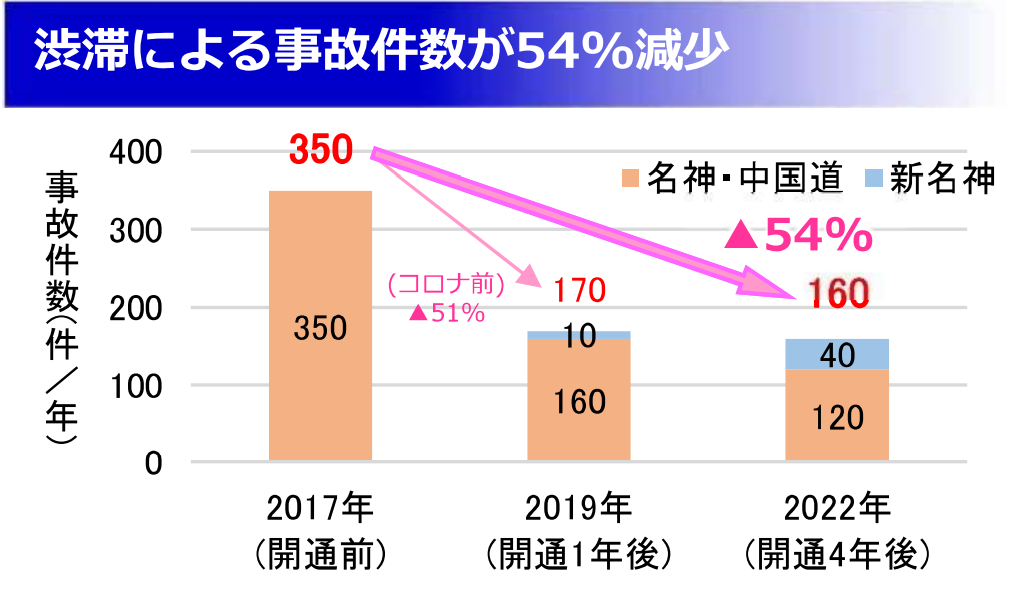 渋滞による事故件数が54%減少
事故件数(件/年)
400
300
200
100
0
350
350
名神・中国道
新名神
▲54%
(コロナ前)
▲51%
170
10
160
160
40
120
2017年
(開通前)
2019年
(開通1年後)
2022年
(開通4年後)